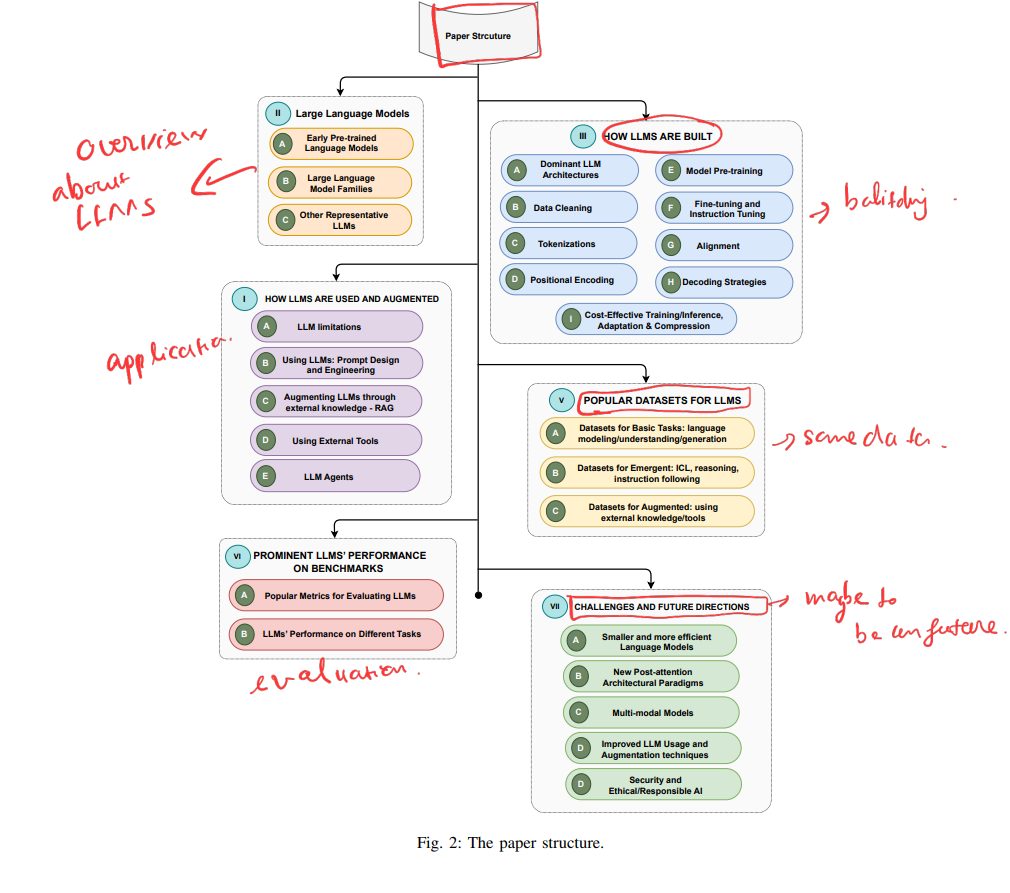 Paper Strcuture
II
Large Language Models
A
Early Pre-trained
Language Models
B
Large Language
Model Families
C
Other Representative
LLMs
overview
about
LLMs
III
HOW LLMS ARE BUILT
A
Dominant LLM
Architectures
B
Data Cleaning
C
Tokenizations
D
Positional Encoding
E
Model Pre-training
F
Fine-tuning and
Instruction Tuning
G
Alignment
H
Decoding Strategies
I
Cost-Effective Training/Inference,
Adaptation & Compression
I
HOW LLMS ARE USED AND AUGMENTED
A
LLM limitations
B
Using LLMs: Prompt Design
and Engineering
C
Augmenting LLMs through
external knowledge - RAG
D
Using External Tools
E
LLM Agents
application.
V
POPULAR DATASETS FOR LLMS
A
Datasets for Basic Tasks: language
modeling/understanding/generation
B
Datasets for Emergent: ICL, reasoning,
instruction following
C
Datasets for Augmented: using
external knowledge/tools
some
VI
PROMINENT LLMS' PERFORMANCE
ON BENCHMARKS
A
Popular Metrics for Evaluating LLMs
B
LLMs' Performance on Different Tasks
evaluation.
VII
CHALLENGES AND FUTURE DIRECTIONS
A
Smaller and more efficient
Language Models
B
New Post-attention
Architectural Paradigms
C
Multi-modal Models
D
Improved LLM Usage and
Augmentation techniques
D
Security and
Ethical/Responsible AI
maybe to
be
Fig. 2: The paper structure.